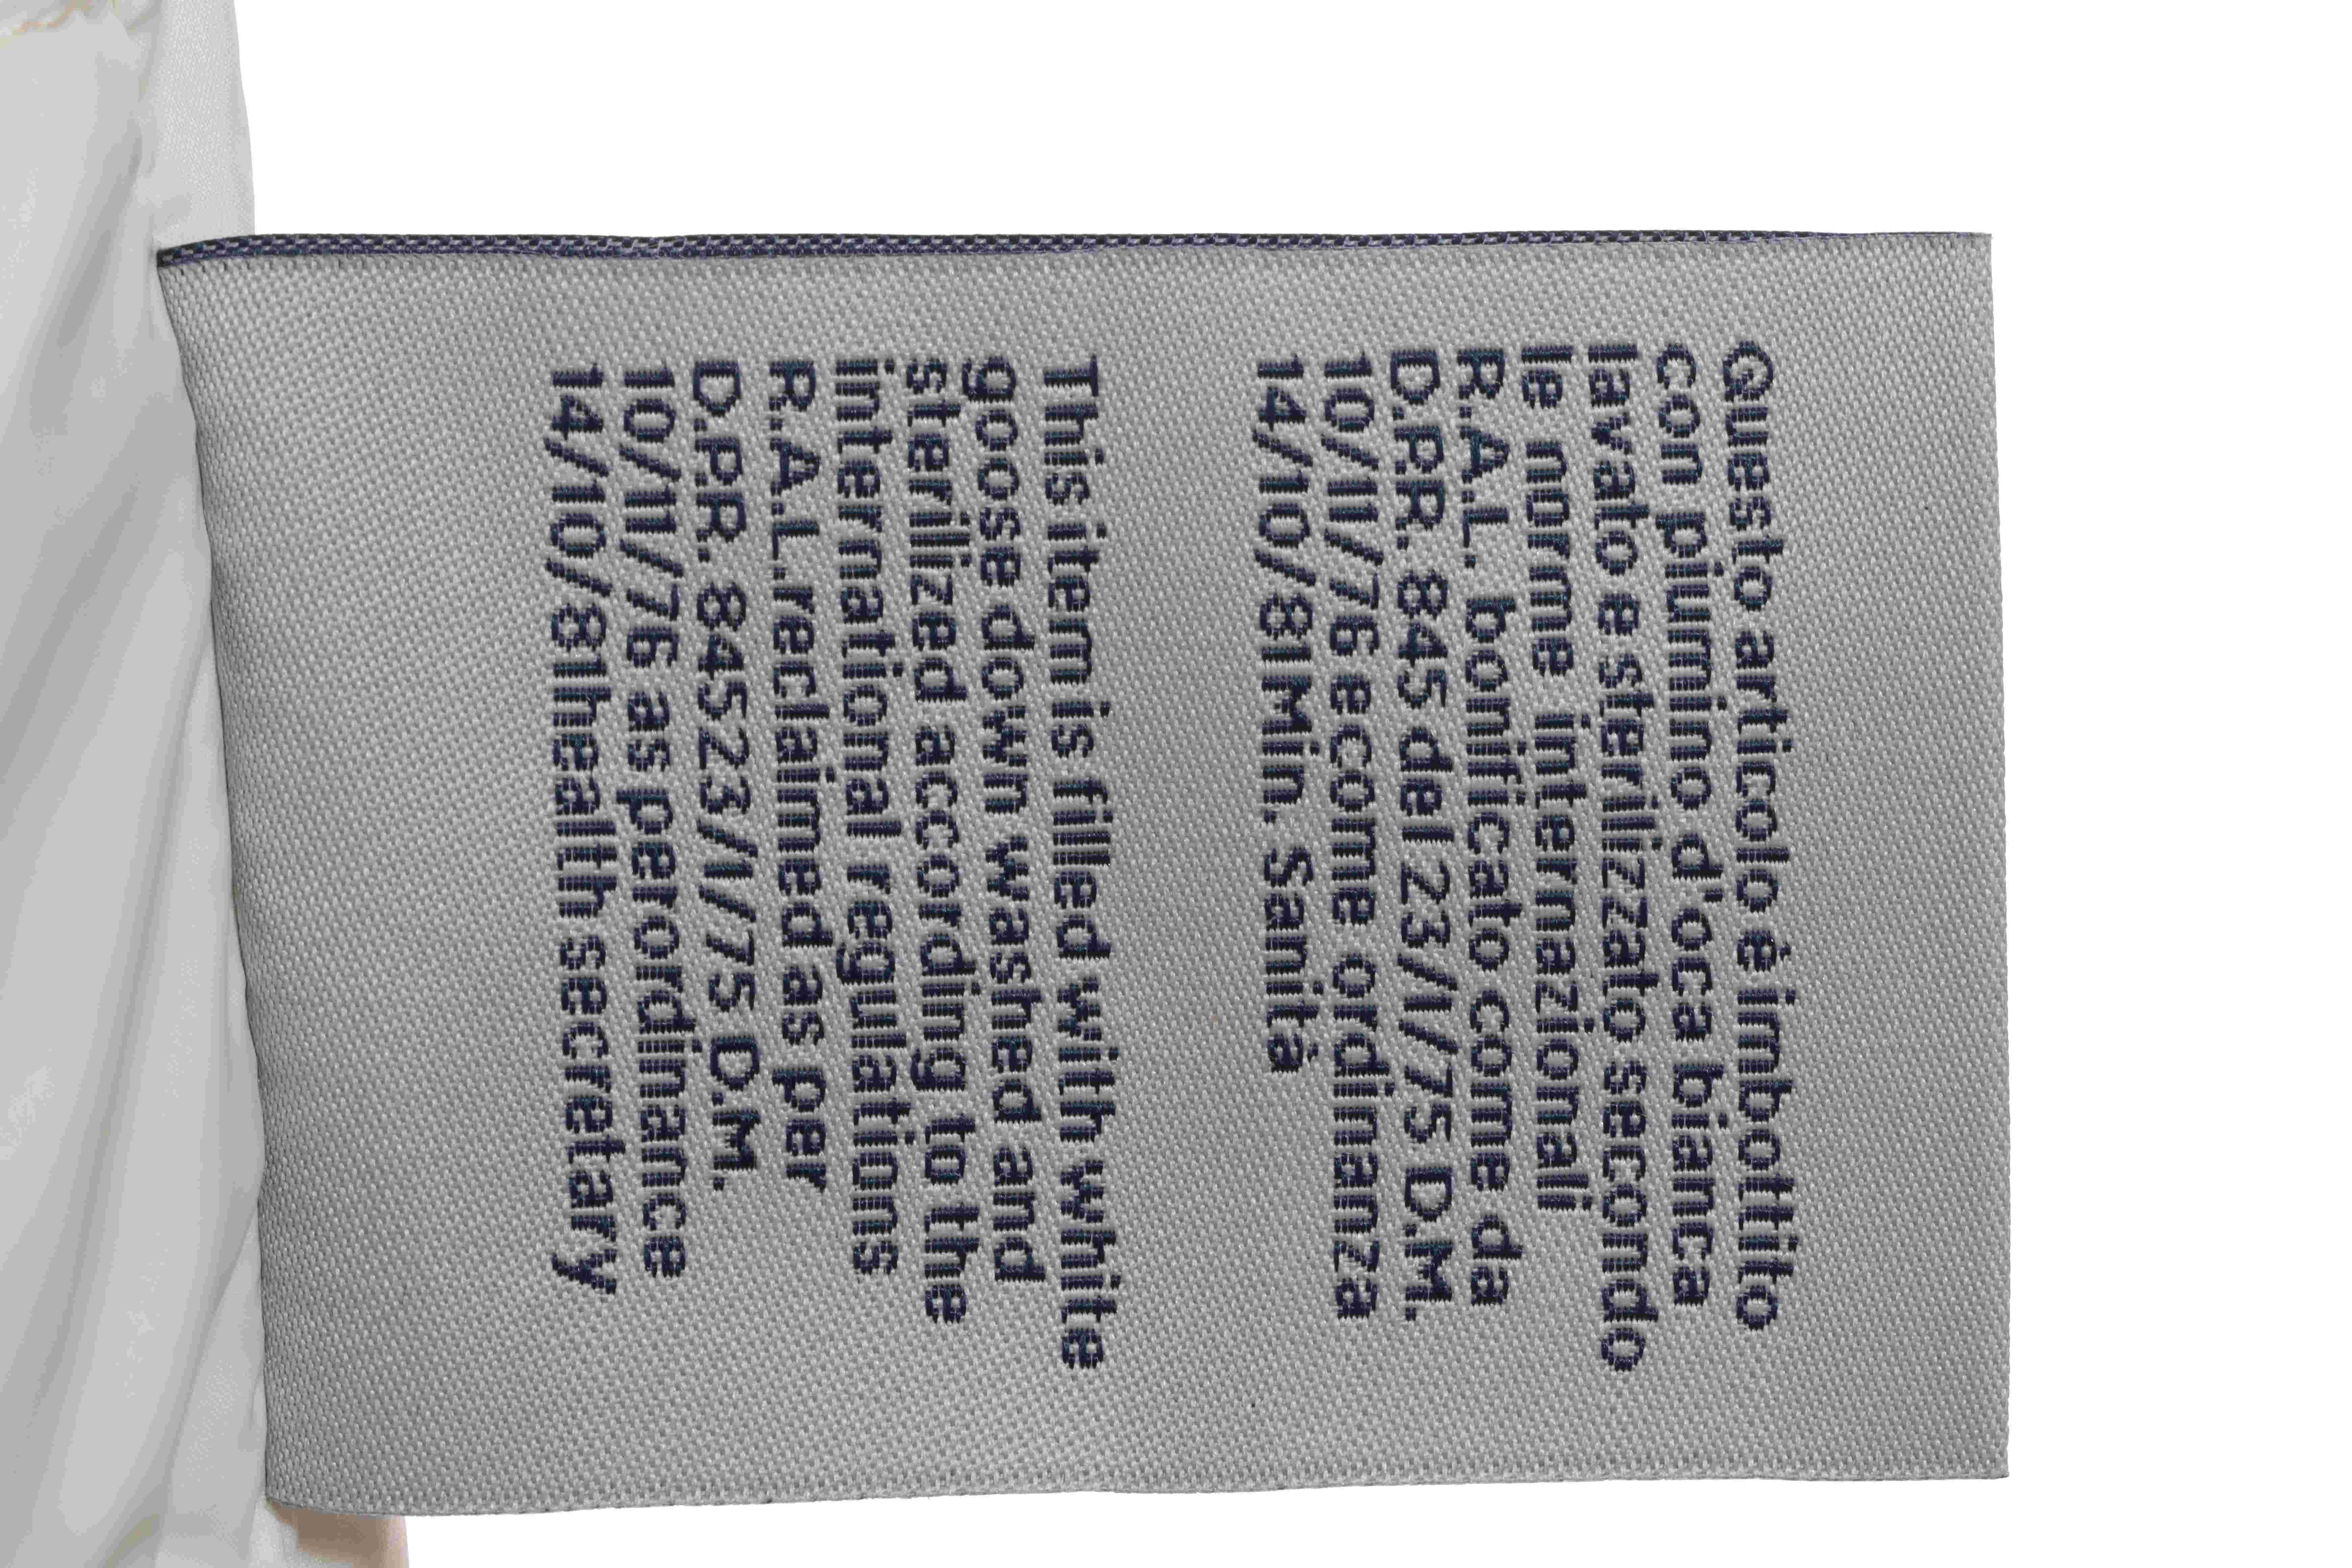 Questo articolo è imbottito
con piumino d'oca bianca
lavato e sterilizzato secondo
le norme internazionali
R.A.L. bonificato come da
D.P.R. 845 del 23/11/75 D.M.
10/11/76 e come ordinanza
14/10/81 Min. Sanità
This item is filled with white
goose down washed and
sterilized according to the
international regulations
R.A.L.reclaimed as per
D.P.R. 84523/11/75 D.M.
10/11/76 as perordinance
14/10/81health secretary